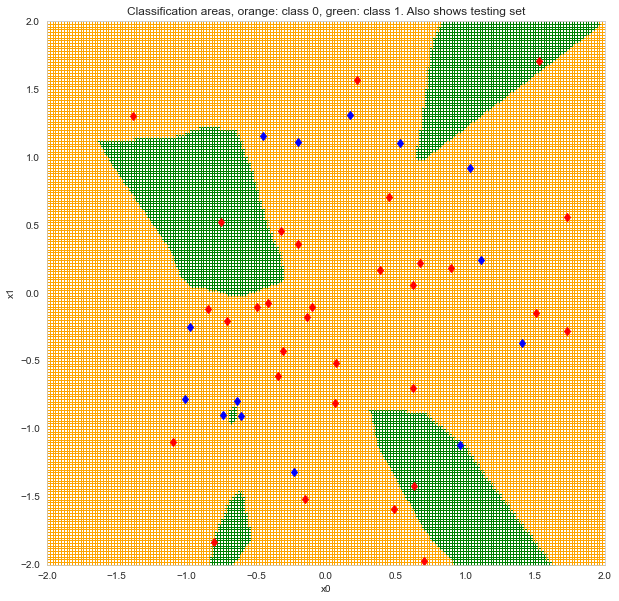 Classification areas, orange: class 0, green: class 1. Also shows testing set
2.0
1.5
1.0
0.5
0.0
−0.5
−1.0
−1.5
−2.0
x1
−2.0 −1.5 −1.0 −0.5 0.0 0.5 1.0 1.5 2.0
x0